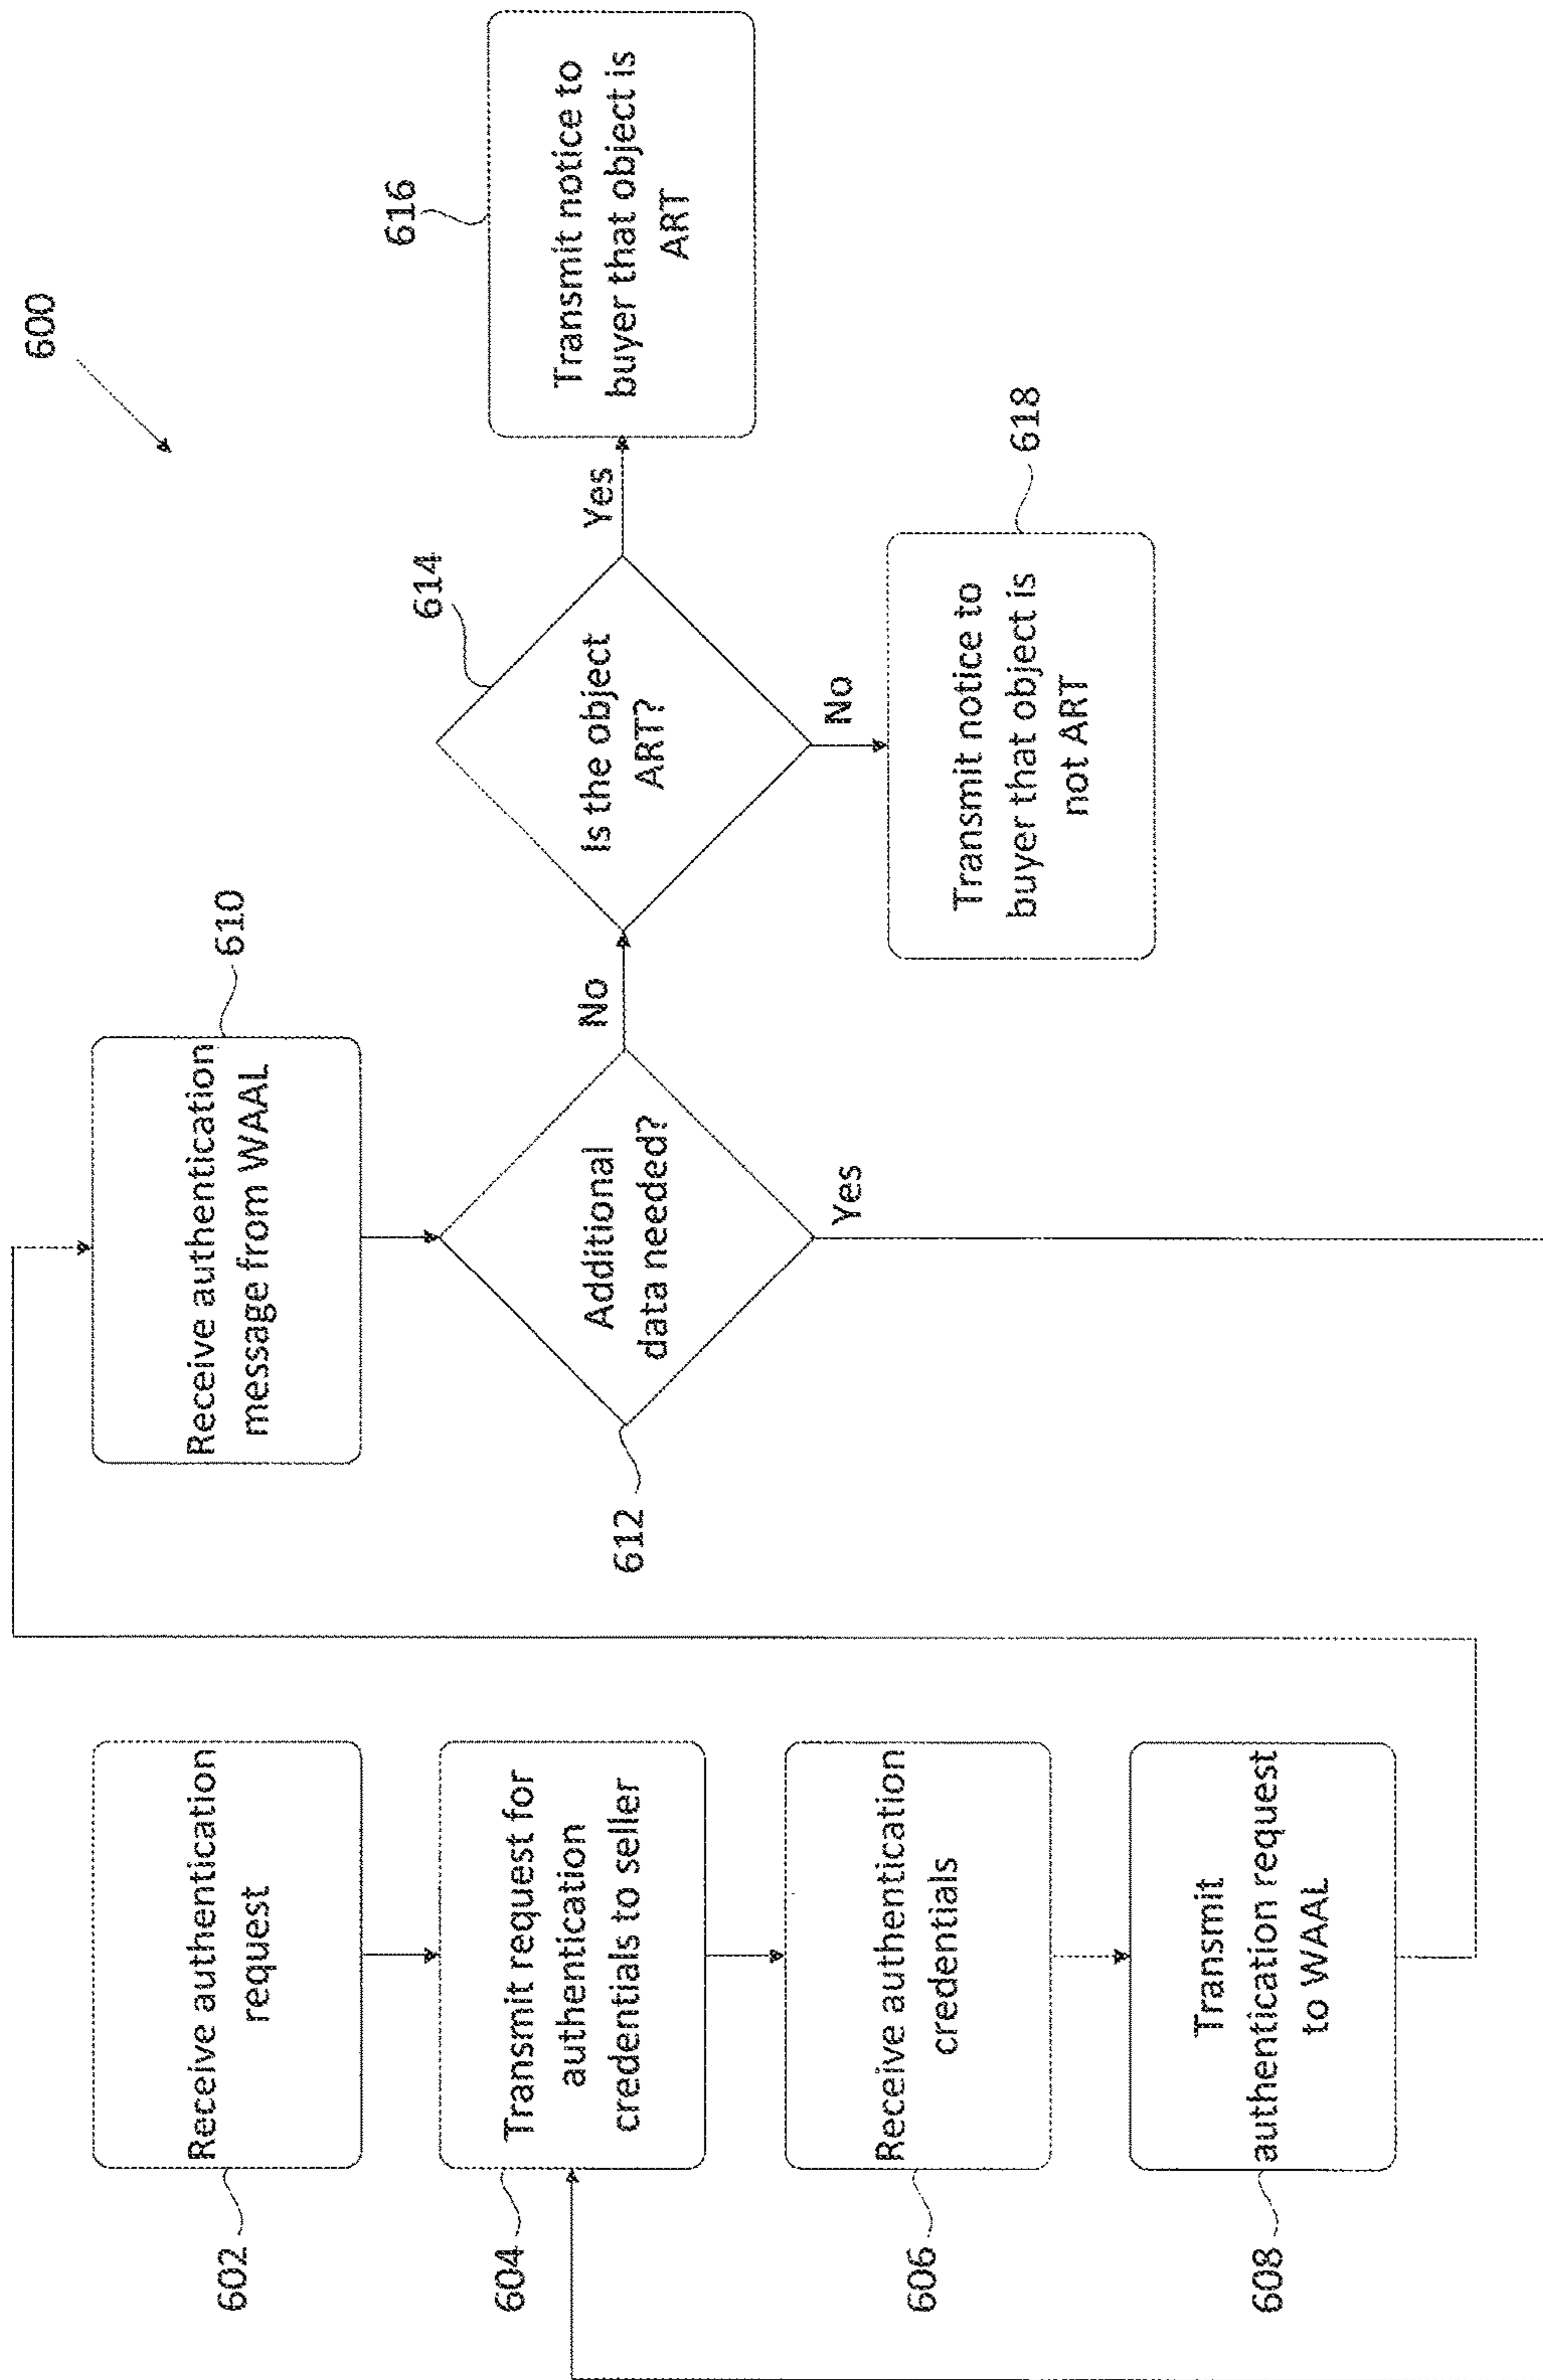 600
602
Receive authentication
request
604
Transmit request for
authentication
credentials to seller
606
Receive authentication
credentials
608
Transmit
authentication request
to WAAL
610
Receive authentication
message from WAAL
612
Additional
data needed?
Yes
No
614
Is the object
ART?
Yes
No
616
Transmit notice to
buyer that object is
ART
618
Transmit notice to
buyer that object is
not ART